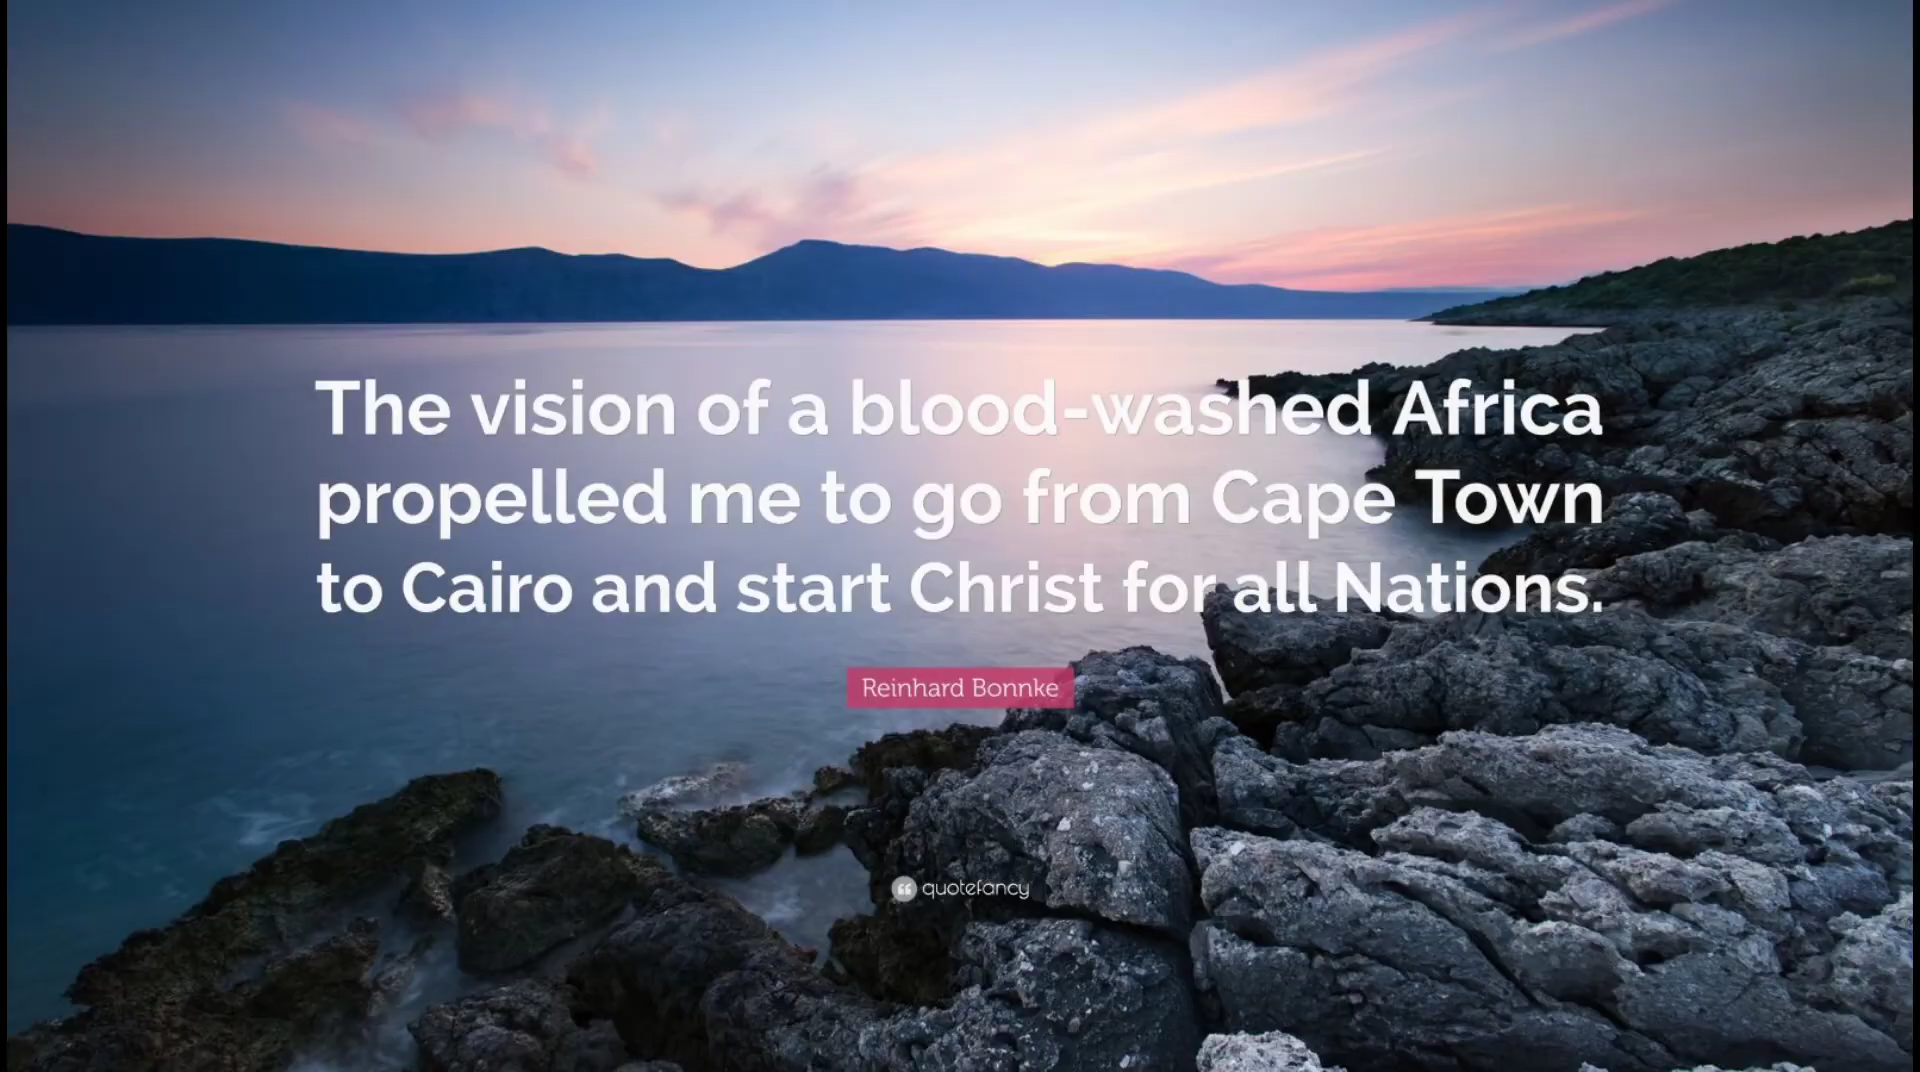 The vision of a blood-washed Africa
propelled me to go from Cape Town
to Cairo and start Christ for all Nations.
Reinhard Bonnke
quotefancy